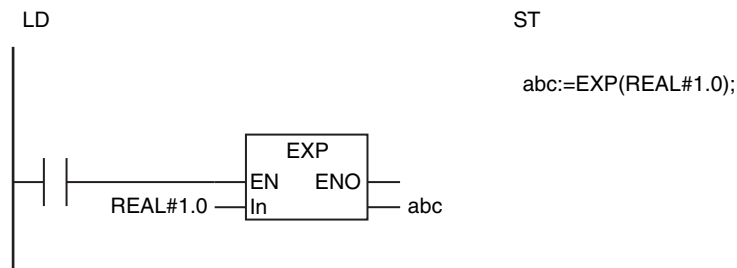 LD
ST
abc:=EXP(REAL#1.0);
EXP
EN ENO
REAL#1.0 In abc